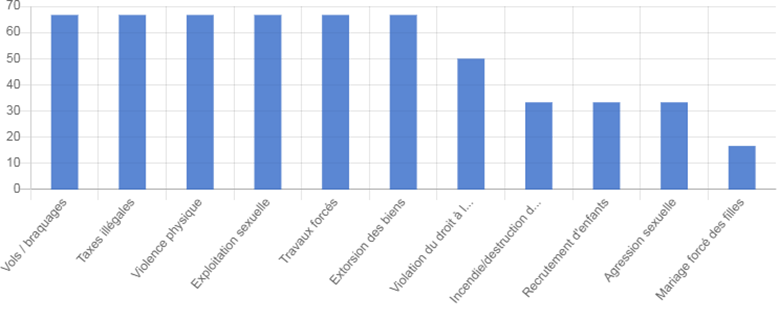 70
60
50
40
30
20
10
0
Vols / braquages
Taxes illégales
Violence physique
Exploitation sexuelle
Travaux forcés
Extorsion des biens
Violation du droit à l...
Incendie/destruction d...
Recrutement d'enfants
Agression sexuelle
Mariage forcé des filles